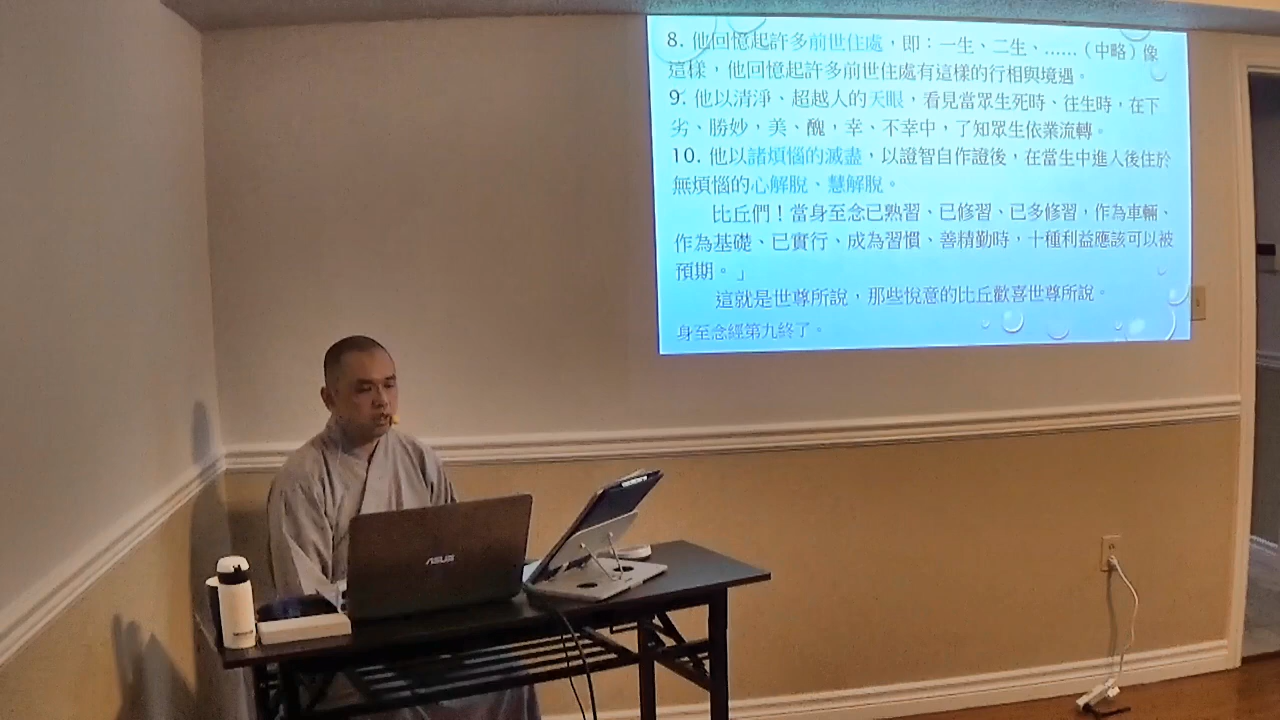 8. 他回憶起許多前世住處，即：一生、二生、……（中略）像
這樣，他回憶起許多前世住處有這樣的行相與境遇。
9. 他以清淨、超越人的天眼，看見當眾生死時、往生時，在下
劣、勝妙，美、醜，幸、不幸中，了知眾生依業流轉。
10. 他以諸煩惱的滅盡，以證智自作證後，在當生中進入後住於
無煩惱的心解脫、慧解脫。
比丘們！當身至念已熟習、已修習、已多修習，作為車輛、
作為基礎、已實行、成為習慣、善精勤時，十種利益應該可以被
預期。」
這就是世尊所說，那些悅意的比丘歡喜世尊所說。
身至念經第九終了。
ASUS